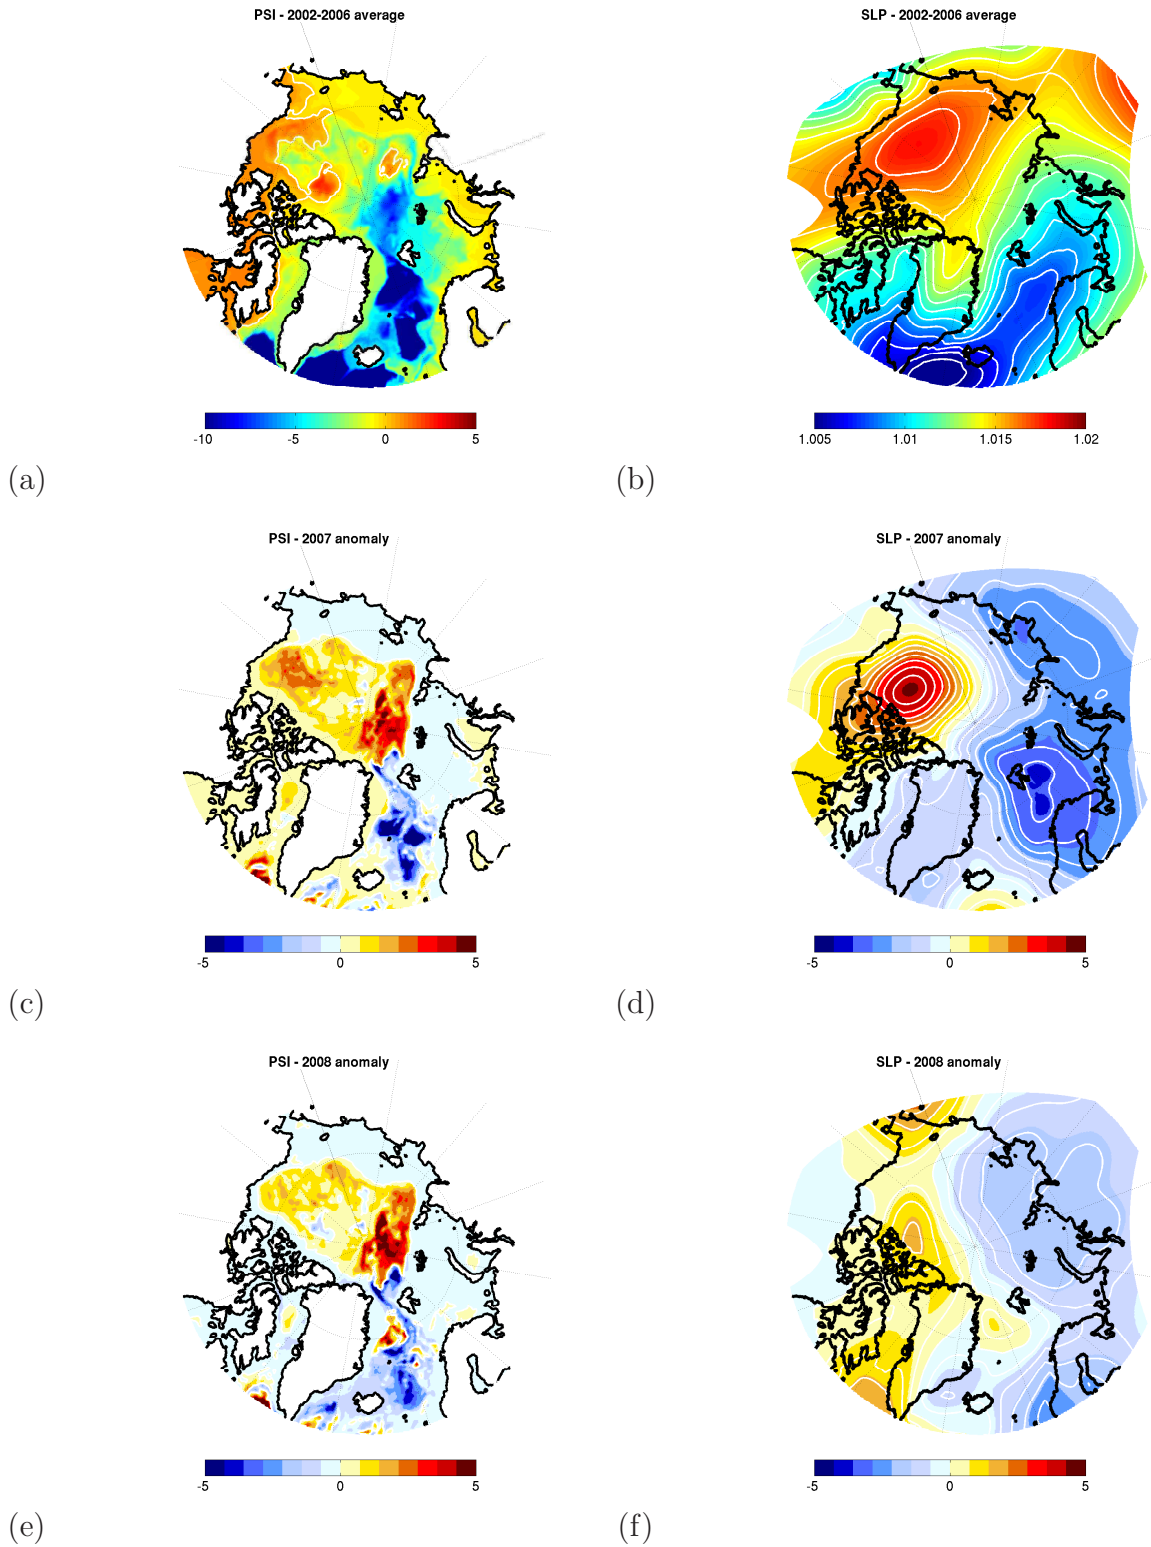 PSI - 2002-2006 average
SLP - 2002-2006 average
-10 -5 0 5
1.005 1.01 1.015 1.02
(a)
(b)
PSI - 2007 anomaly
SLP - 2007 anomaly
-5 0 5
-5 0 5
(c)
(d)
PSI - 2008 anomaly
SLP - 2008 anomaly
-5 0 5
-5 0 5
(e)
(f)